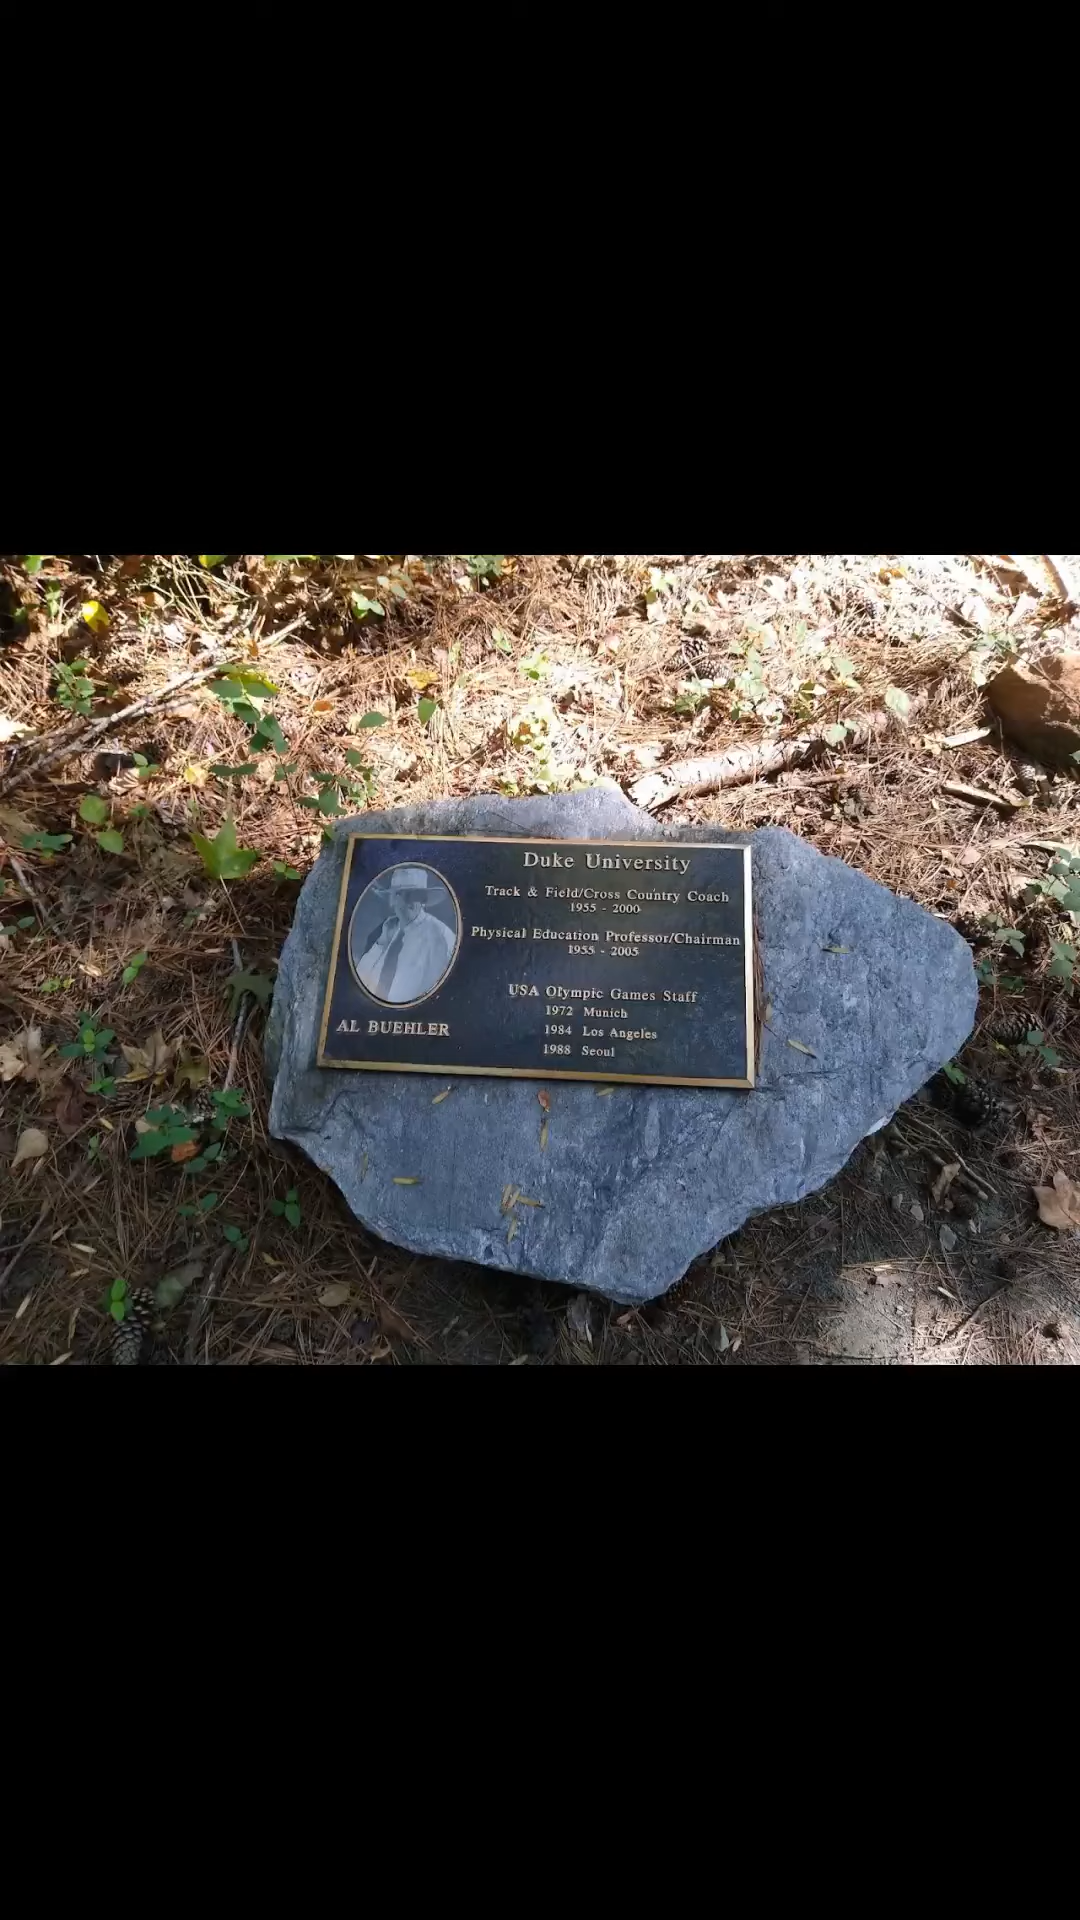 Duke University
Track & Field/Cross Country Coach
1955 - 2000
Physical Education Professor/Chairman
1955 - 2005
USA Olympic Games Staff
1972 Munich
1984 Los Angeles
1988 Seoul
AL BUEHLER